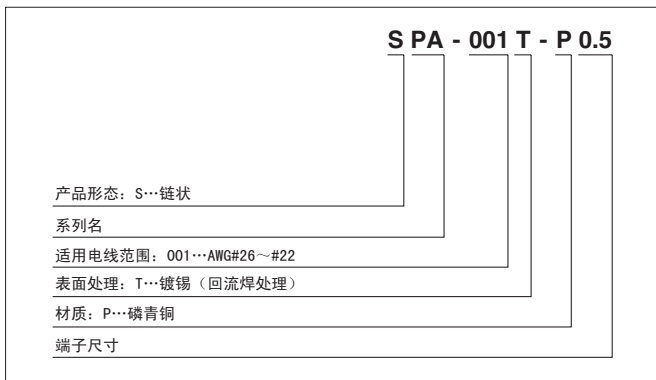 S PA - 001 T - P 0.5
产品形态：S…链状
系列名
适用电线范围：001…AWG#26～#22
表面处理：T…镀锡（回流焊处理）
材质：P…磷青铜
端子尺寸